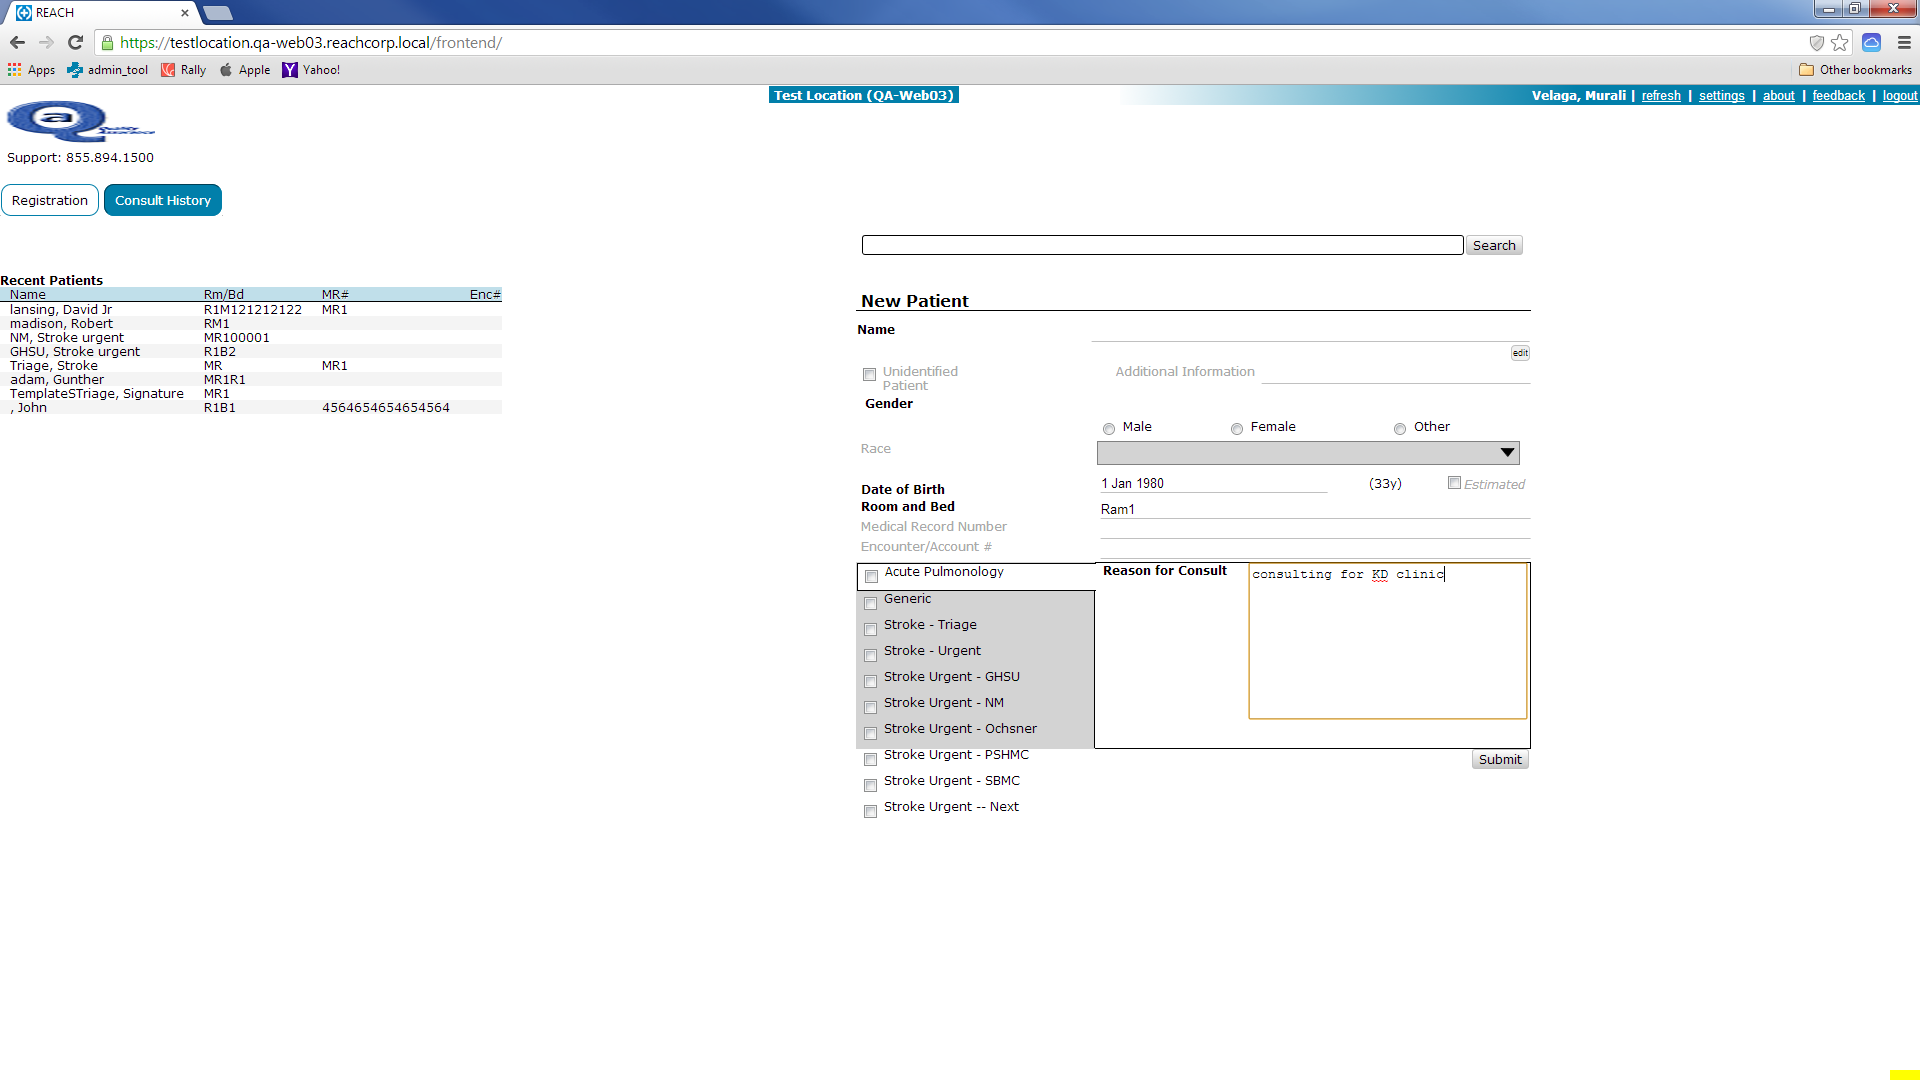 REACH
https://testlocation.qa-web03.reachcorp.local/frontend/
Apps admin_tool Rally Apple Yahoo! Other bookmarks
Test Location (QA-Web03) Velaga, Murali | refresh | settings | about | feedback | logout
Qa Quality Assurance
Support: 855.894.1500
Registration Consult History
Search
Recent Patients
Name Rm/Bd MR# Enc#
lansing, David Jr R1M121212122 MR1
madison, Robert RM1
NM, Stroke urgent MR100001
GHSU, Stroke urgent R1B2
Triage, Stroke MR MR1
adam, Gunther MR1R1
TemplateSTriage, Signature MR1
, John R1B1 4564654654654564
New Patient
Name
edit
Unidentified Patient Additional Information
Gender
Male Female Other
Race
Date of Birth 1 Jan 1980 (33y) Estimated
Room and Bed Ram1
Medical Record Number
Encounter/Account #
Acute Pulmonology
Generic
Stroke - Triage
Stroke - Urgent
Stroke Urgent - GHSU
Stroke Urgent - NM
Stroke Urgent - Ochsner
Stroke Urgent - PSHMC
Stroke Urgent - SBMC
Stroke Urgent -- Next
Reason for Consult consulting for KD clinic
Submit